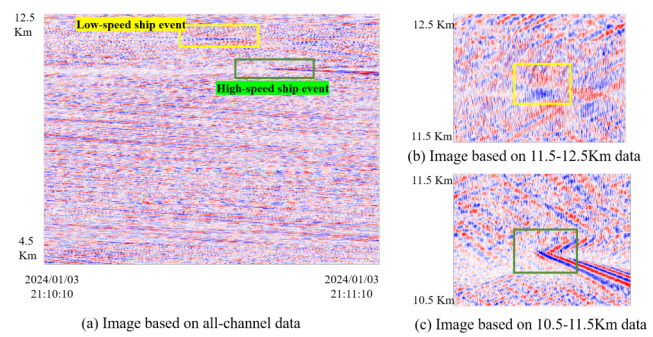 12.5
Km
Low-speed ship event
High-speed ship event
4.5
Km
2024/01/03
21:10:10
2024/01/03
21:11:10
(a) Image based on all-channel data
12.5 Km
11.5 Km
(b) Image based on 11.5-12.5Km data
11.5 Km
10.5 Km
(c) Image based on 10.5-11.5Km data